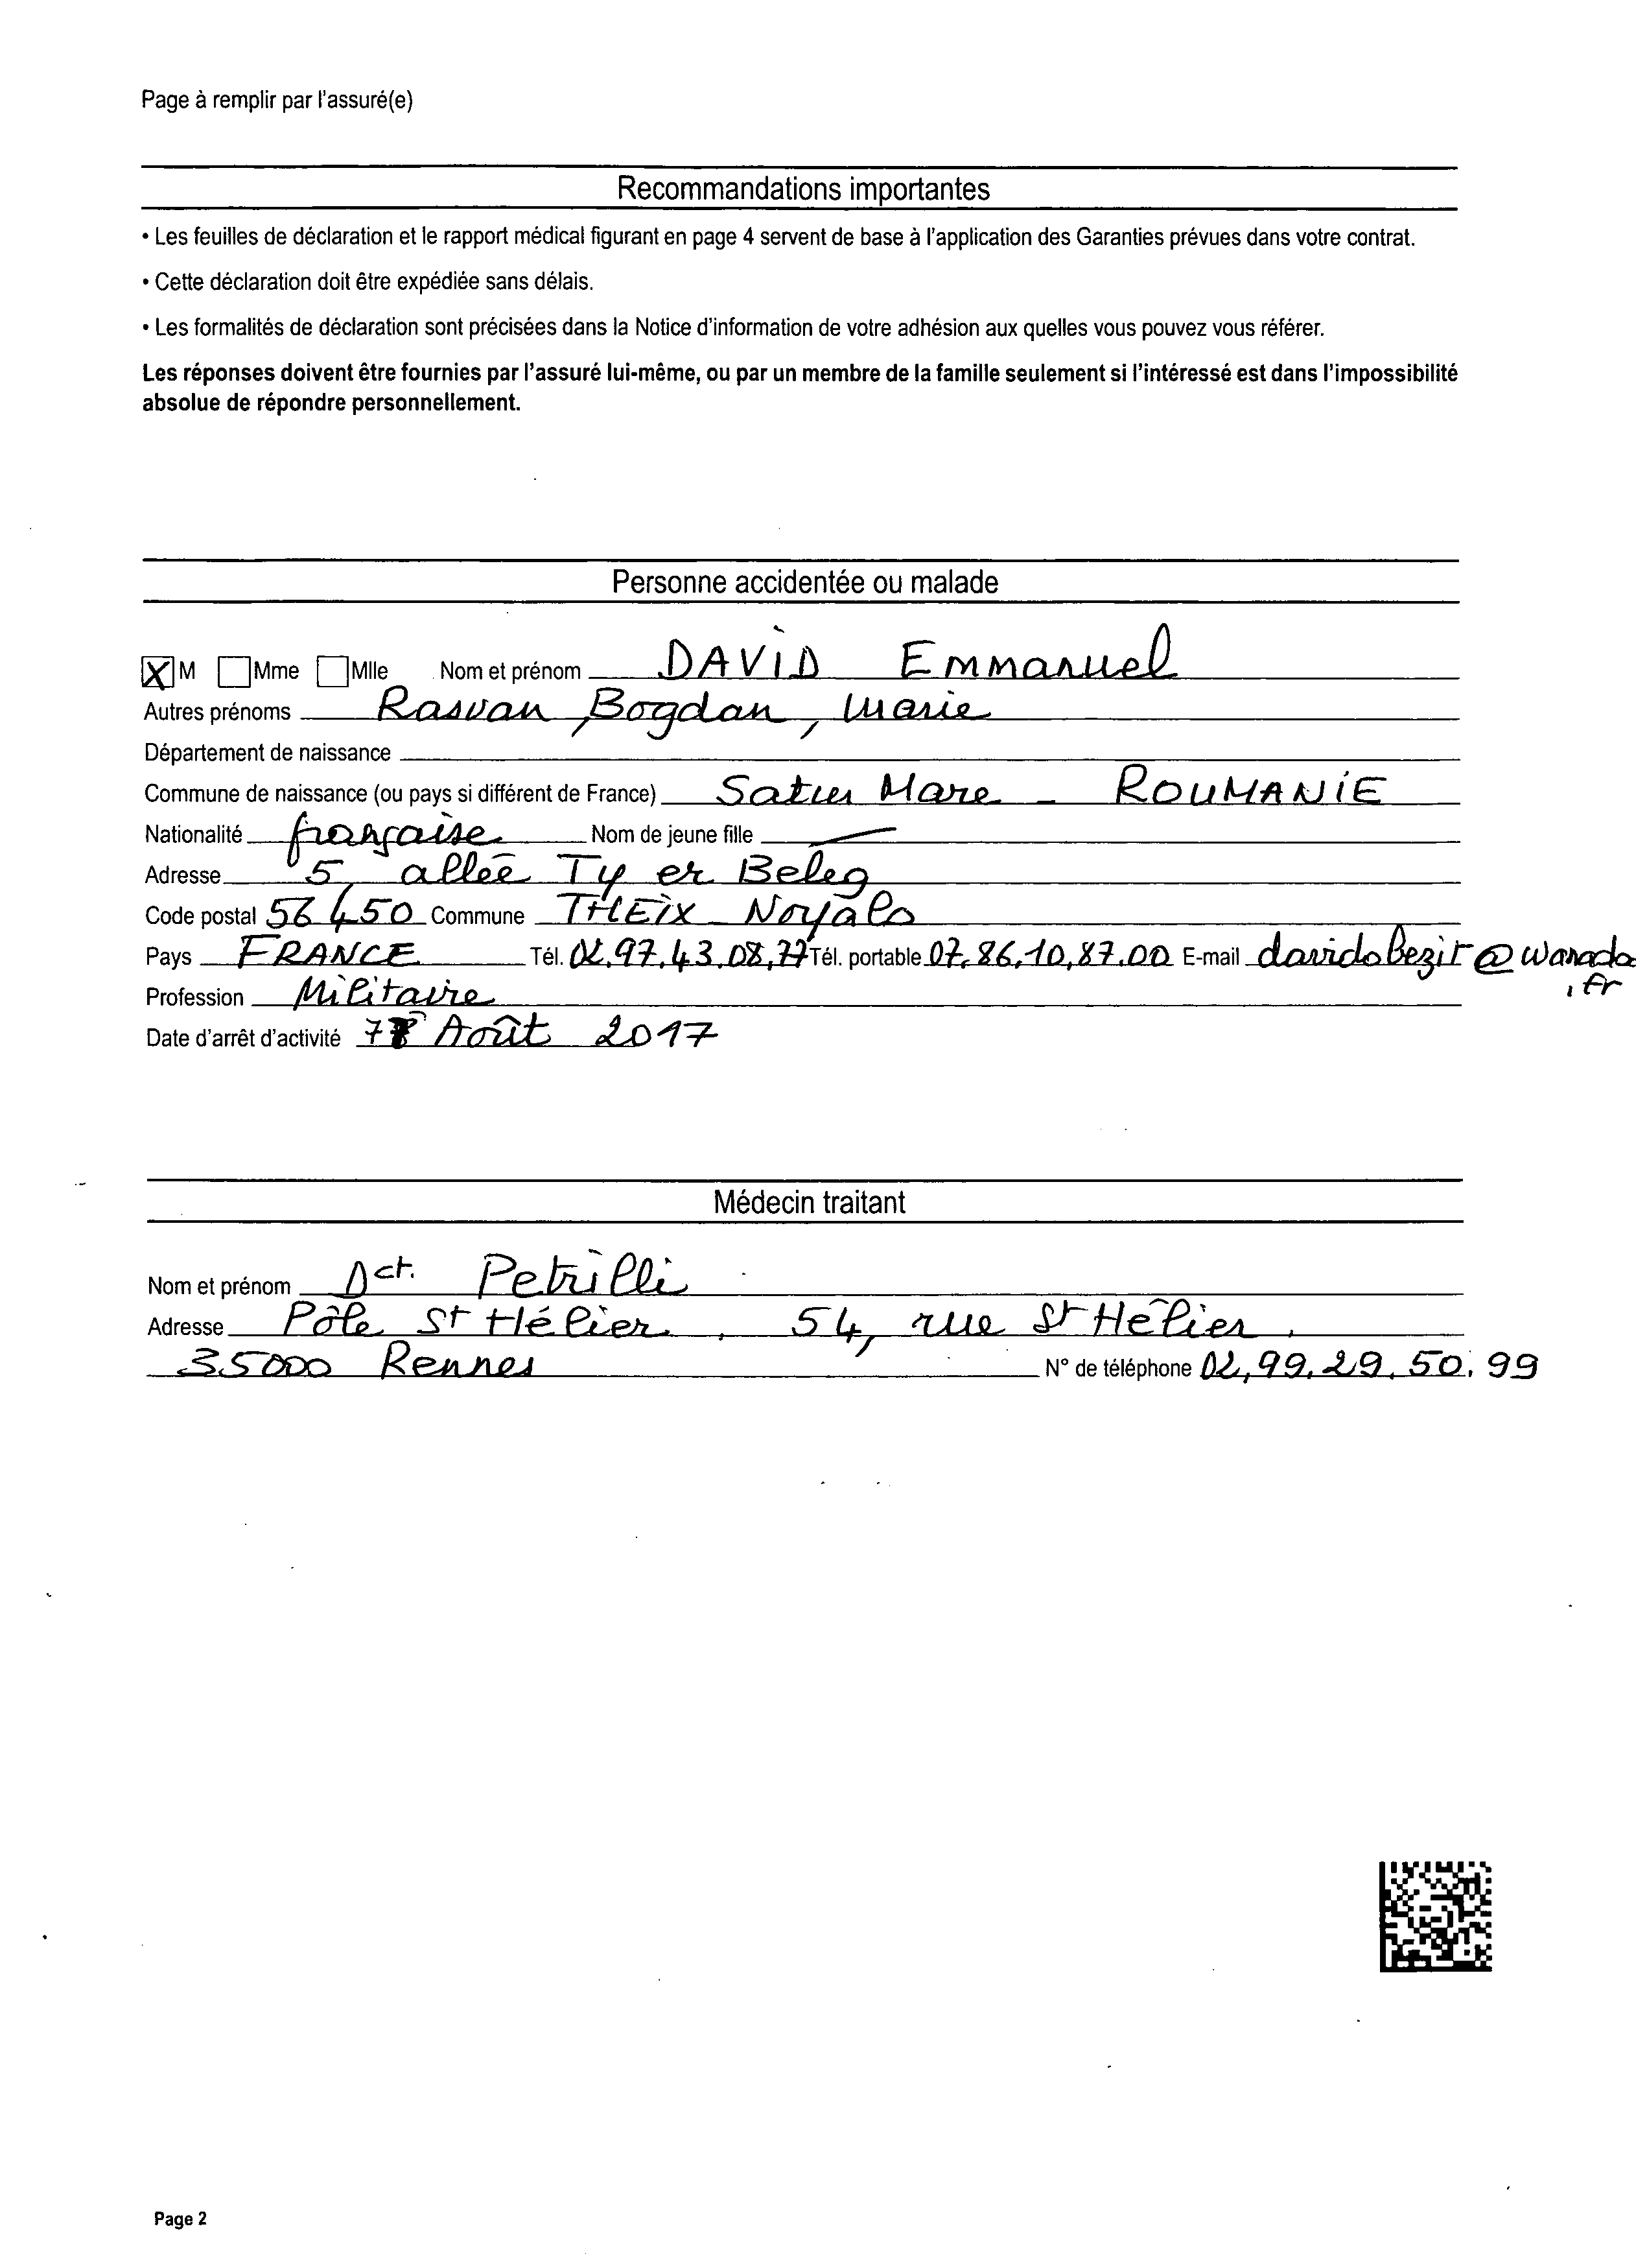 Page à remplir par l'assuré(e)
Recommandations importantes
• Les feuilles de déclaration et le rapport médical figurant en page 4 servent de base à l'application des Garanties prévues dans votre contrat.
• Cette déclaration doit être expédiée sans délais.
• Les formalités de déclaration sont précisées dans la Notice d'information de votre adhésion aux quelles vous pouvez vous référer.
Les réponses doivent être fournies par l'assuré lui-même, ou par un membre de la famille seulement si l'intéressé est dans l'impossibilité
absolue de répondre personnellement.
Personne accidentée ou malade
X M Mme Mlle Nom et prénom DAVID Emmanuel
Autres prénoms Rasvan, Bogdan, Marie
Département de naissance
Commune de naissance (ou pays si différent de France) Satu Mare - ROUMANIE
Nationalité française Nom de jeune fille —
Adresse 5, allée Ty er Beleg
Code postal 56450 Commune THEIX Noyalo
Pays FRANCE Tél. 02.97.43.08.77 Tél. portable 07.86.10.87.00 E-mail @wanado
.fr
Profession Militaire
Date d'arrêt d'activité Août 2017
Médecin traitant
Nom et prénom Dct. Petrilli
Adresse Pôle St Hélier, 54, rue St Hélier,
35000 Rennes N° de téléphone 02.99.29.50.99
Page 2